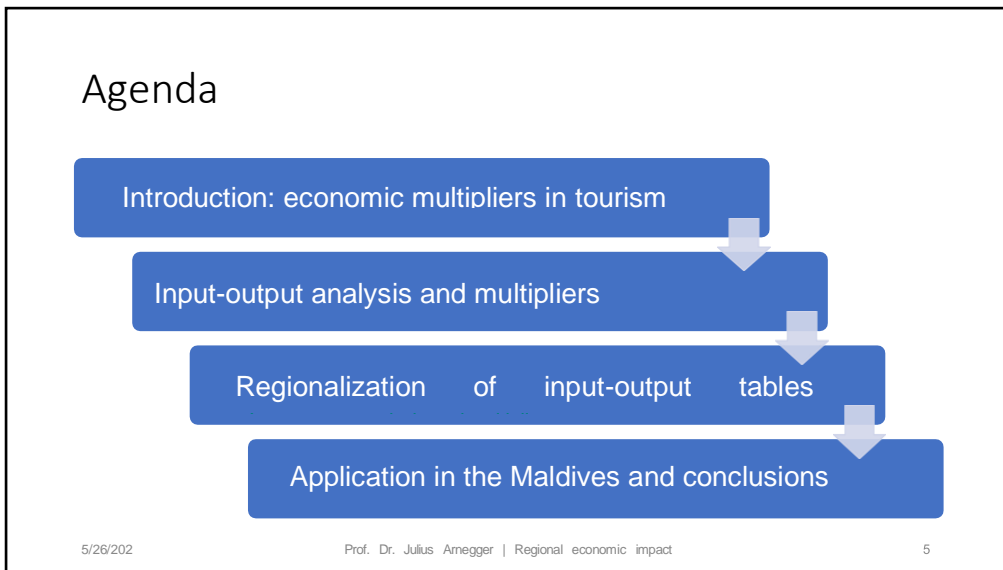 Agenda
Introduction: economic multipliers in tourism
Input-output analysis and multipliers
Regionalization of input-output tables
Application in the Maldives and conclusions
5/26/202 Prof. Dr. Julius Arnegger | Regional economic impact 5